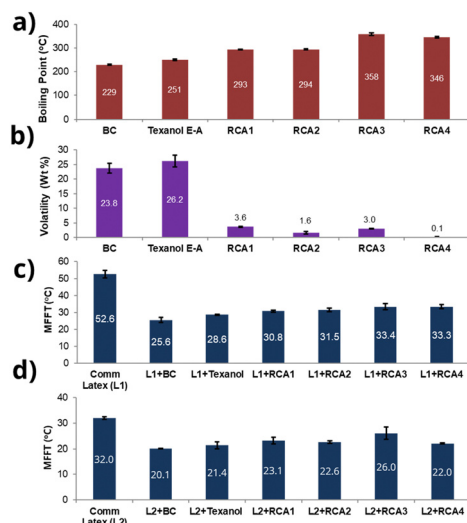 a)
Boiling Point (°C)
400
300
200
100
0
229
251
293
294
358
346
BC
Texanol E-A
RCA1
RCA2
RCA3
RCA4
b)
Volatility (Wt %)
30
25
20
15
10
5
0
23.8
26.2
3.6
1.6
3.0
0.1
BC
Texanol E-A
RCA1
RCA2
RCA3
RCA4
c)
MFFT (°C)
60
50
40
30
20
10
0
52.6
25.6
28.6
30.8
31.5
33.4
33.3
Comm
Latex (L1)
L1+BC
L1+Texanol
L1+RCA1
L1+RCA2
L1+RCA3
L1+RCA4
d)
MFFT (°C)
40
30
20
10
0
32.0
20.1
21.4
23.1
22.6
26.0
22.0
Comm
Latex (L2)
L2+BC
L2+Texanol
L2+RCA1
L2+RCA2
L2+RCA3
L2+RCA4